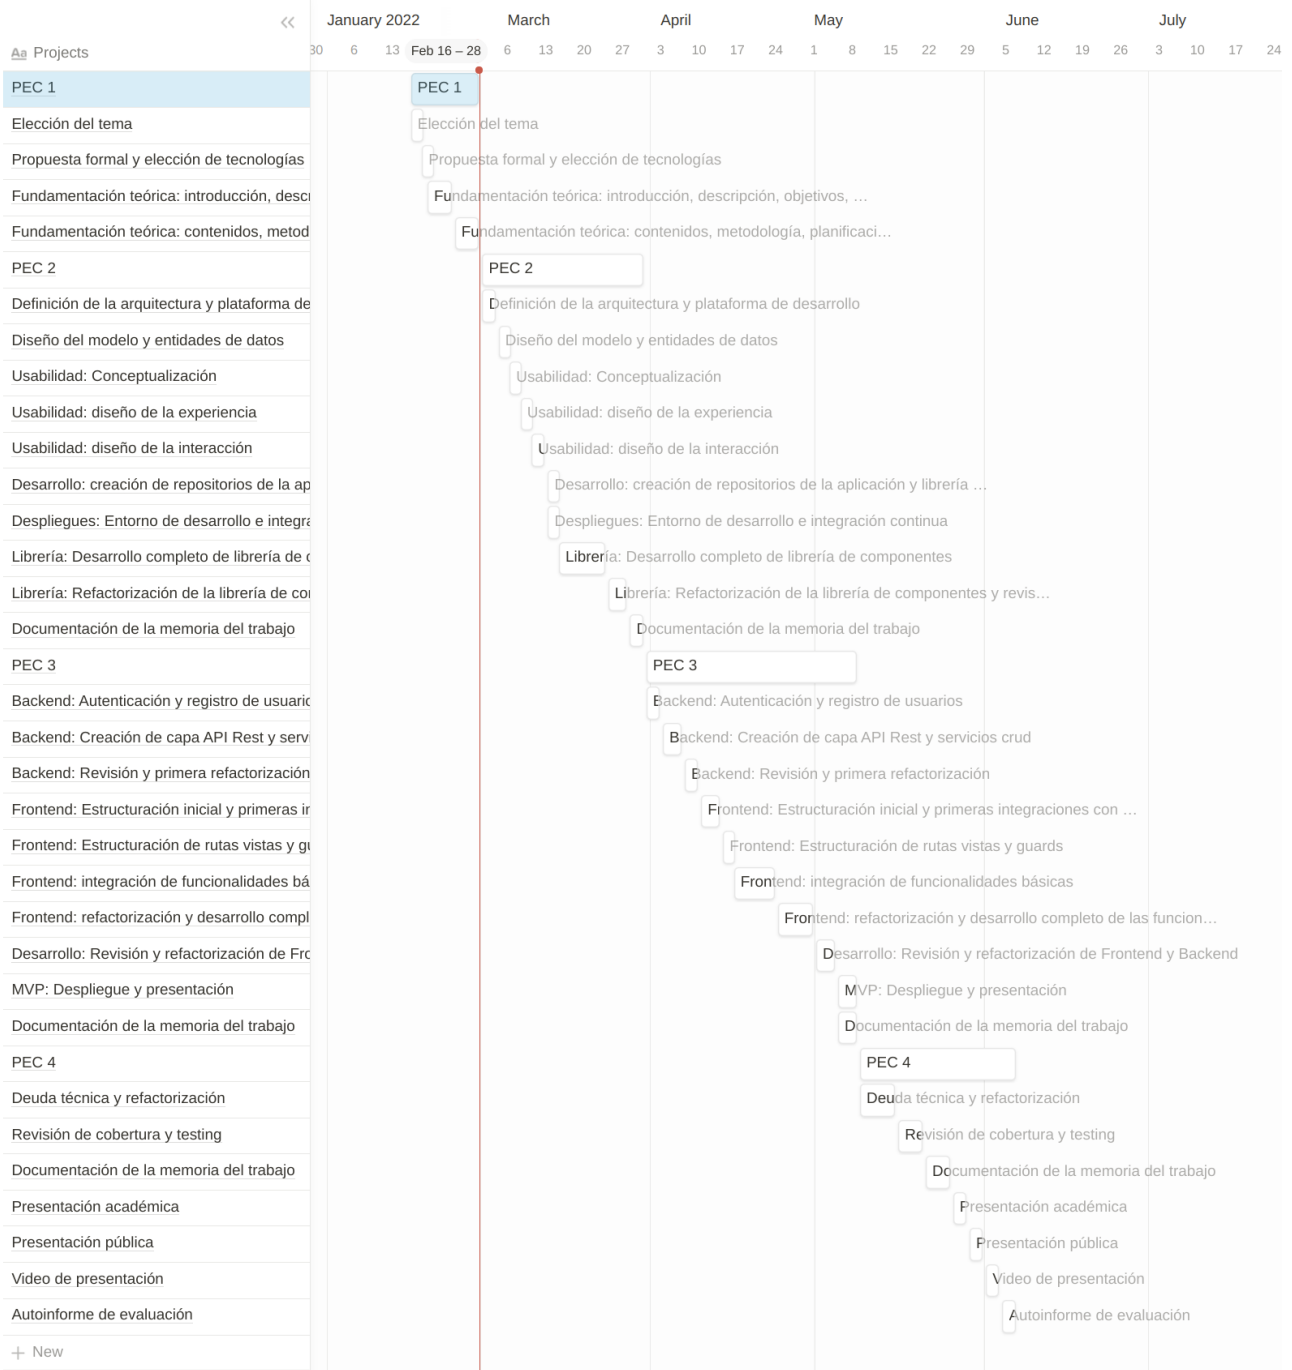 January 2022 March April May June July
Aa Projects
30 6 13 Feb 16 – 28 6 13 20 27 3 10 17 24 1 8 15 22 29 5 12 19 26 3 10 17 24
PEC 1 PEC 1
Elección del tema Elección del tema
Propuesta formal y elección de tecnologías Propuesta formal y elección de tecnologías
Fundamentación teórica: introducción, descr Fundamentación teórica: introducción, descripción, objetivos, …
Fundamentación teórica: contenidos, metod Fundamentación teórica: contenidos, metodología, planificaci…
PEC 2 PEC 2
Definición de la arquitectura y plataforma de Definición de la arquitectura y plataforma de desarrollo
Diseño del modelo y entidades de datos Diseño del modelo y entidades de datos
Usabilidad: Conceptualización Usabilidad: Conceptualización
Usabilidad: diseño de la experiencia Usabilidad: diseño de la experiencia
Usabilidad: diseño de la interacción Usabilidad: diseño de la interacción
Desarrollo: creación de repositorios de la ap Desarrollo: creación de repositorios de la aplicación y librería …
Despliegues: Entorno de desarrollo e integra Despliegues: Entorno de desarrollo e integración continua
Librería: Desarrollo completo de librería de c Librería: Desarrollo completo de librería de componentes
Librería: Refactorización de la librería de co Librería: Refactorización de la librería de componentes y revis…
Documentación de la memoria del trabajo Documentación de la memoria del trabajo
PEC 3 PEC 3
Backend: Autenticación y registro de usuario Backend: Autenticación y registro de usuarios
Backend: Creación de capa API Rest y servi Backend: Creación de capa API Rest y servicios crud
Backend: Revisión y primera refactorización Backend: Revisión y primera refactorización
Frontend: Estructuración inicial y primeras in Frontend: Estructuración inicial y primeras integraciones con …
Frontend: Estructuración de rutas vistas y gu Frontend: Estructuración de rutas vistas y guards
Frontend: integración de funcionalidades bá Frontend: integración de funcionalidades básicas
Frontend: refactorización y desarrollo compl Frontend: refactorización y desarrollo completo de las funcion…
Desarrollo: Revisión y refactorización de Fro Desarrollo: Revisión y refactorización de Frontend y Backend
MVP: Despliegue y presentación MVP: Despliegue y presentación
Documentación de la memoria del trabajo Documentación de la memoria del trabajo
PEC 4 PEC 4
Deuda técnica y refactorización Deuda técnica y refactorización
Revisión de cobertura y testing Revisión de cobertura y testing
Documentación de la memoria del trabajo Documentación de la memoria del trabajo
Presentación académica Presentación académica
Presentación pública Presentación pública
Video de presentación Video de presentación
Autoinforme de evaluación Autoinforme de evaluación
New